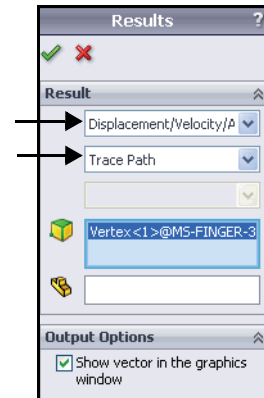 Results ?
Result
Displacement/Velocity/A
Trace Path
Vertex<1>@MS-FINGER-3
Output Options
Show vector in the graphics
window